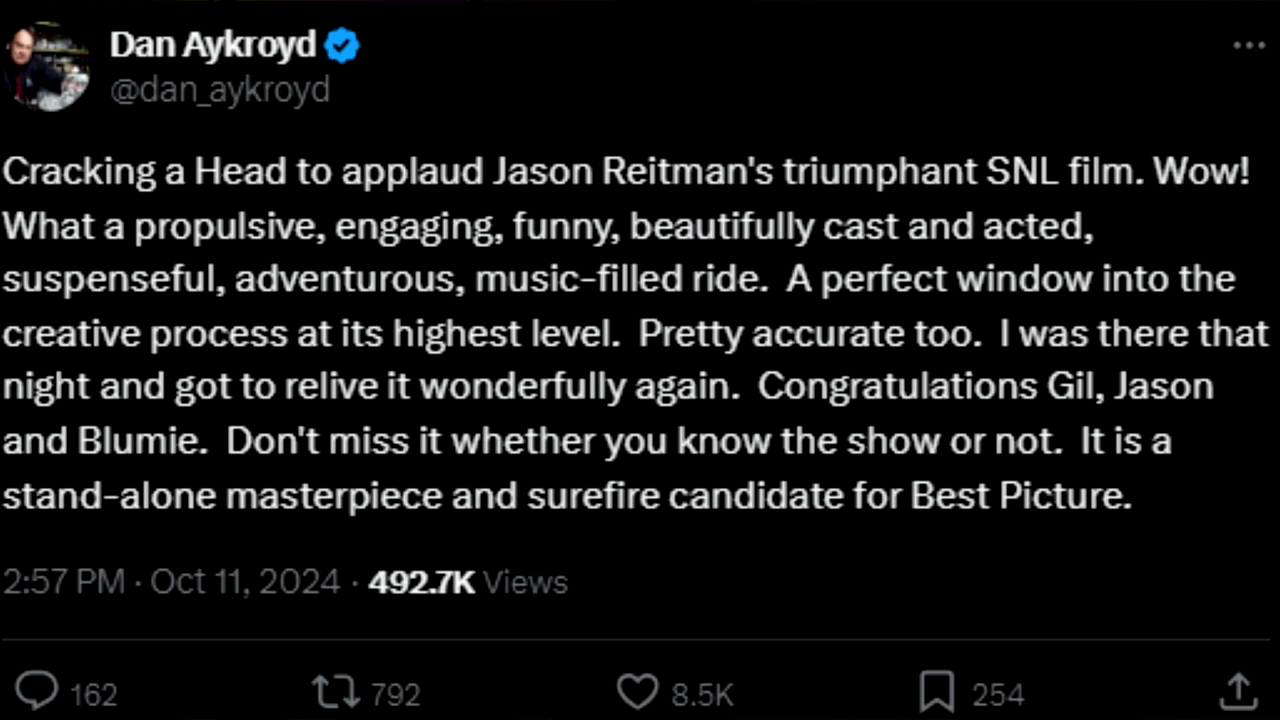 Dan Aykroyd
@dan_aykroyd
Cracking a Head to applaud Jason Reitman's triumphant SNL film. Wow!
What a propulsive, engaging, funny, beautifully cast and acted,
suspenseful, adventurous, music-filled ride.  A perfect window into the
creative process at its highest level.  Pretty accurate too.  I was there that
night and got to relive it wonderfully again.  Congratulations Gil, Jason
and Blumie.  Don't miss it whether you know the show or not.  It is a
stand-alone masterpiece and surefire candidate for Best Picture.
2:57 PM · Oct 11, 2024 · 492.7K Views
162 792 8.5K 254